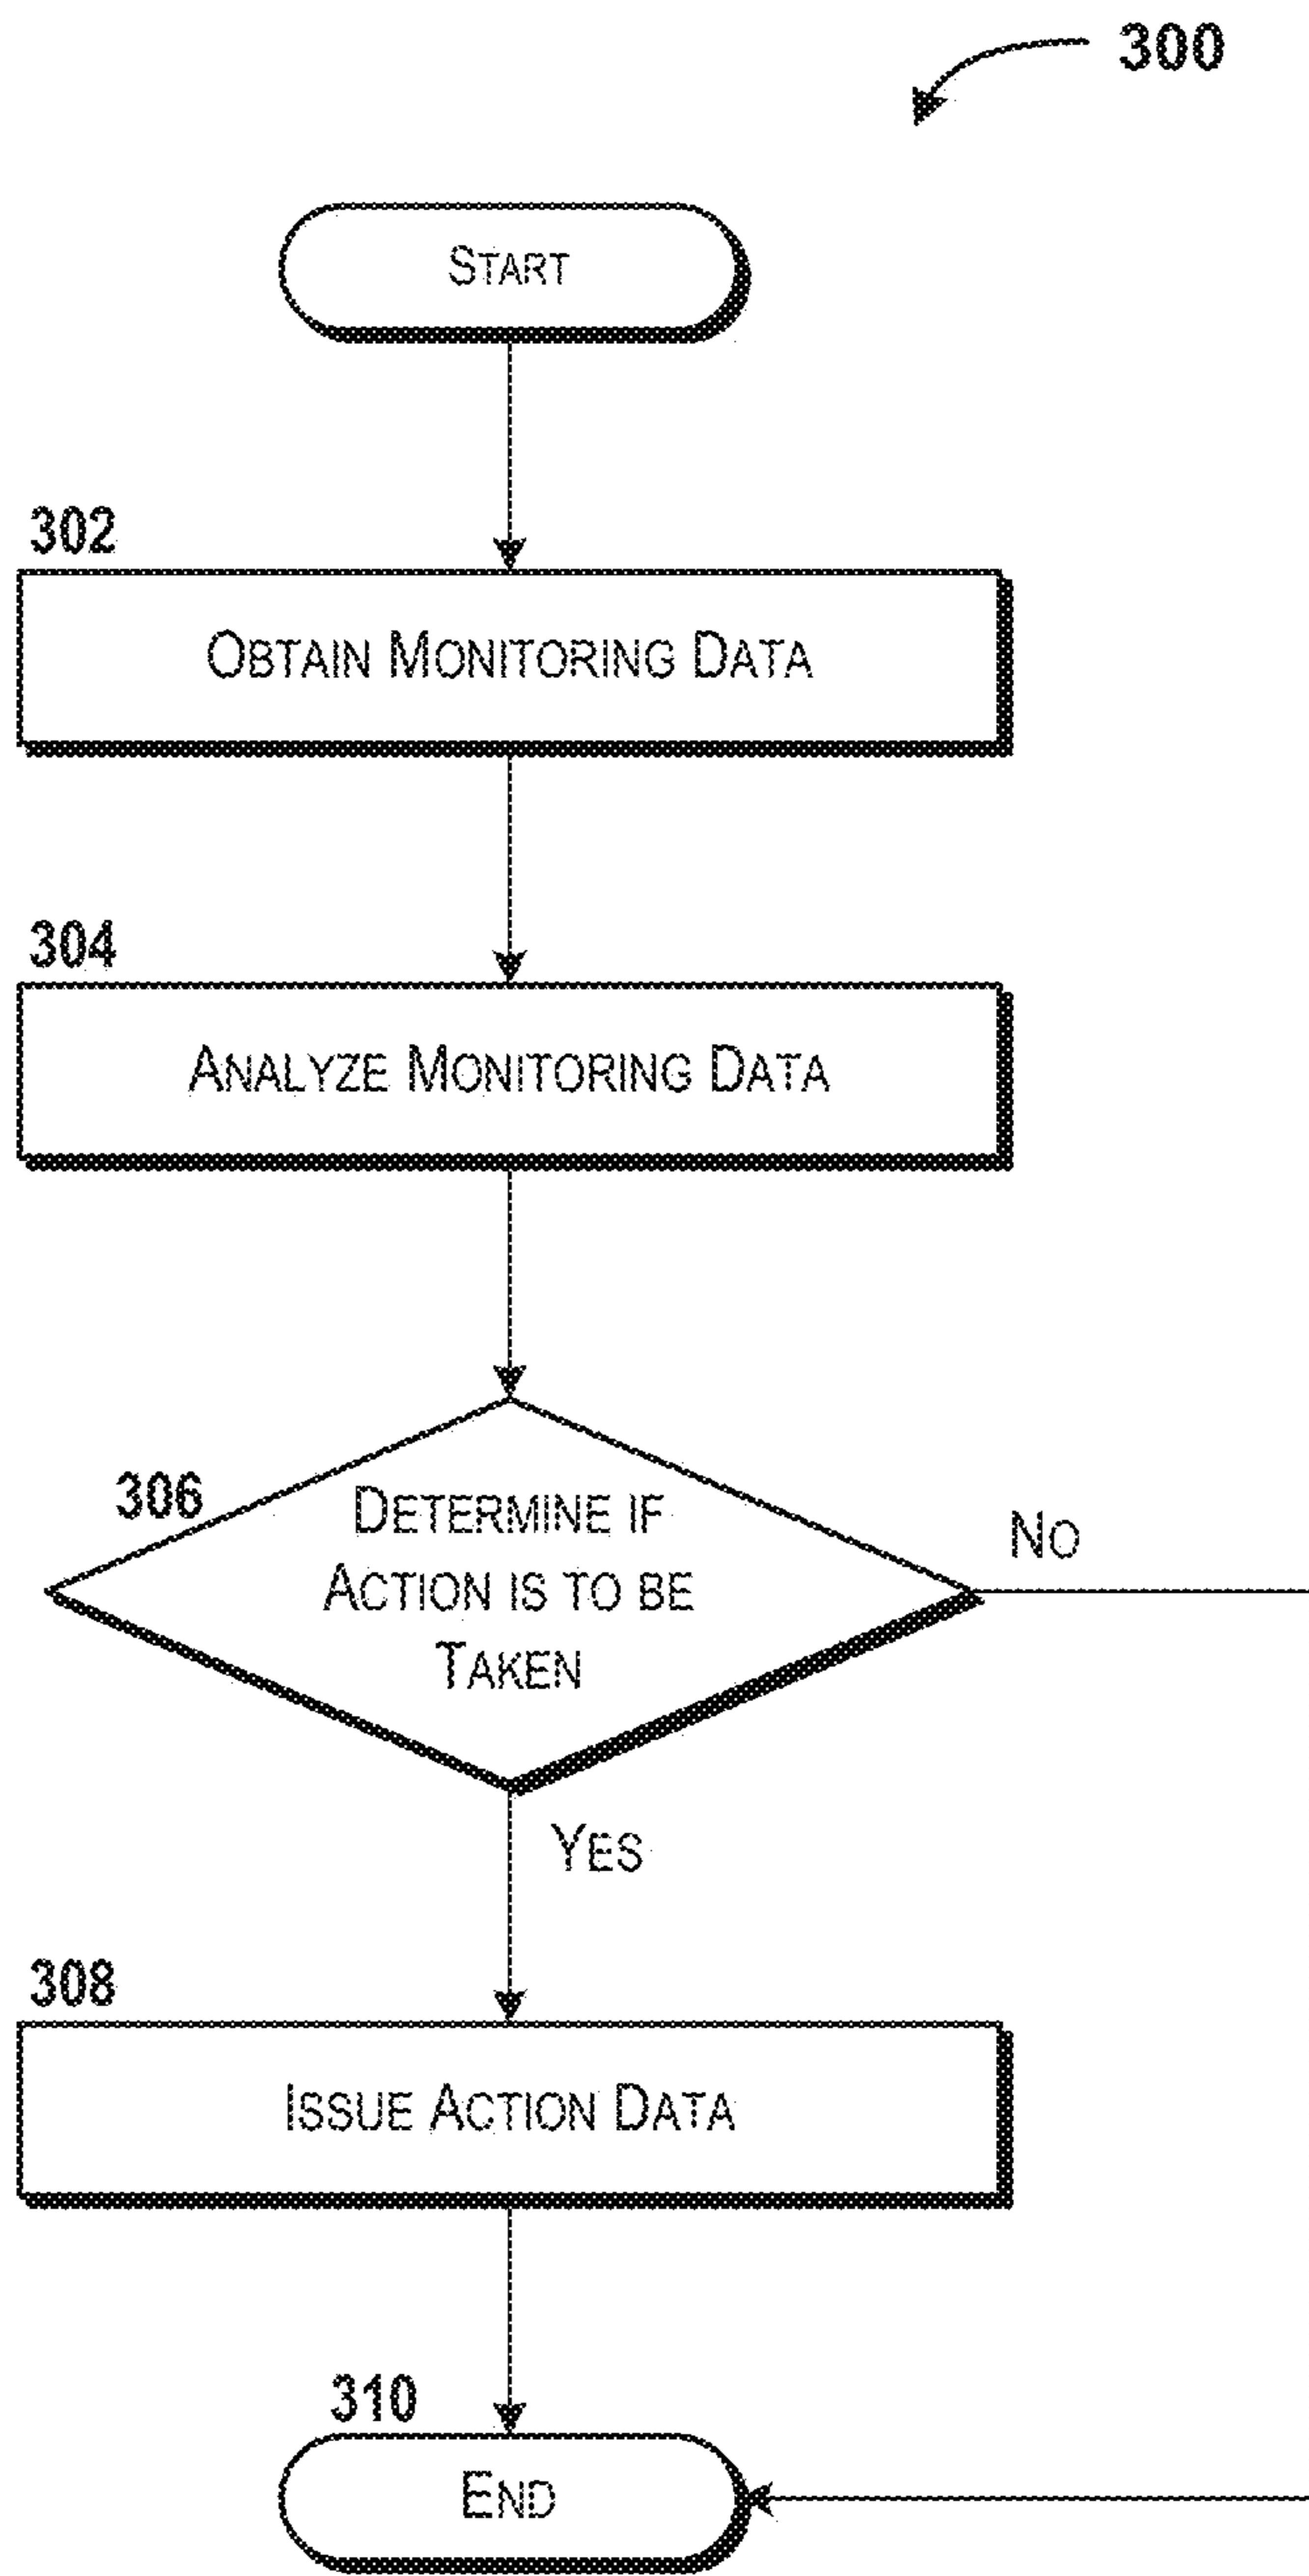 300
START
302
OBTAIN MONITORING DATA
304
ANALYZE MONITORING DATA
306
DETERMINE IF
ACTION IS TO BE
TAKEN
NO
YES
308
ISSUE ACTION DATA
310
END